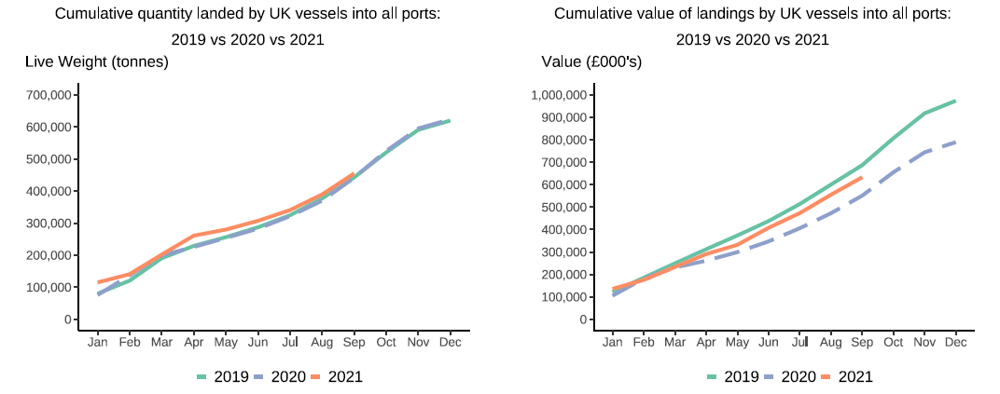 Cumulative quantity landed by UK vessels into all ports:
2019 vs 2020 vs 2021
Live Weight (tonnes)
700,000
600,000
500,000
400,000
300,000
200,000
100,000
0
Jan Feb Mar Apr May Jun Jul Aug Sep Oct Nov Dec
2019 2020 2021
Cumulative value of landings by UK vessels into all ports:
2019 vs 2020 vs 2021
Value (£000's)
1,000,000
900,000
800,000
700,000
600,000
500,000
400,000
300,000
200,000
100,000
0
Jan Feb Mar Apr May Jun Jul Aug Sep Oct Nov Dec
2019 2020 2021